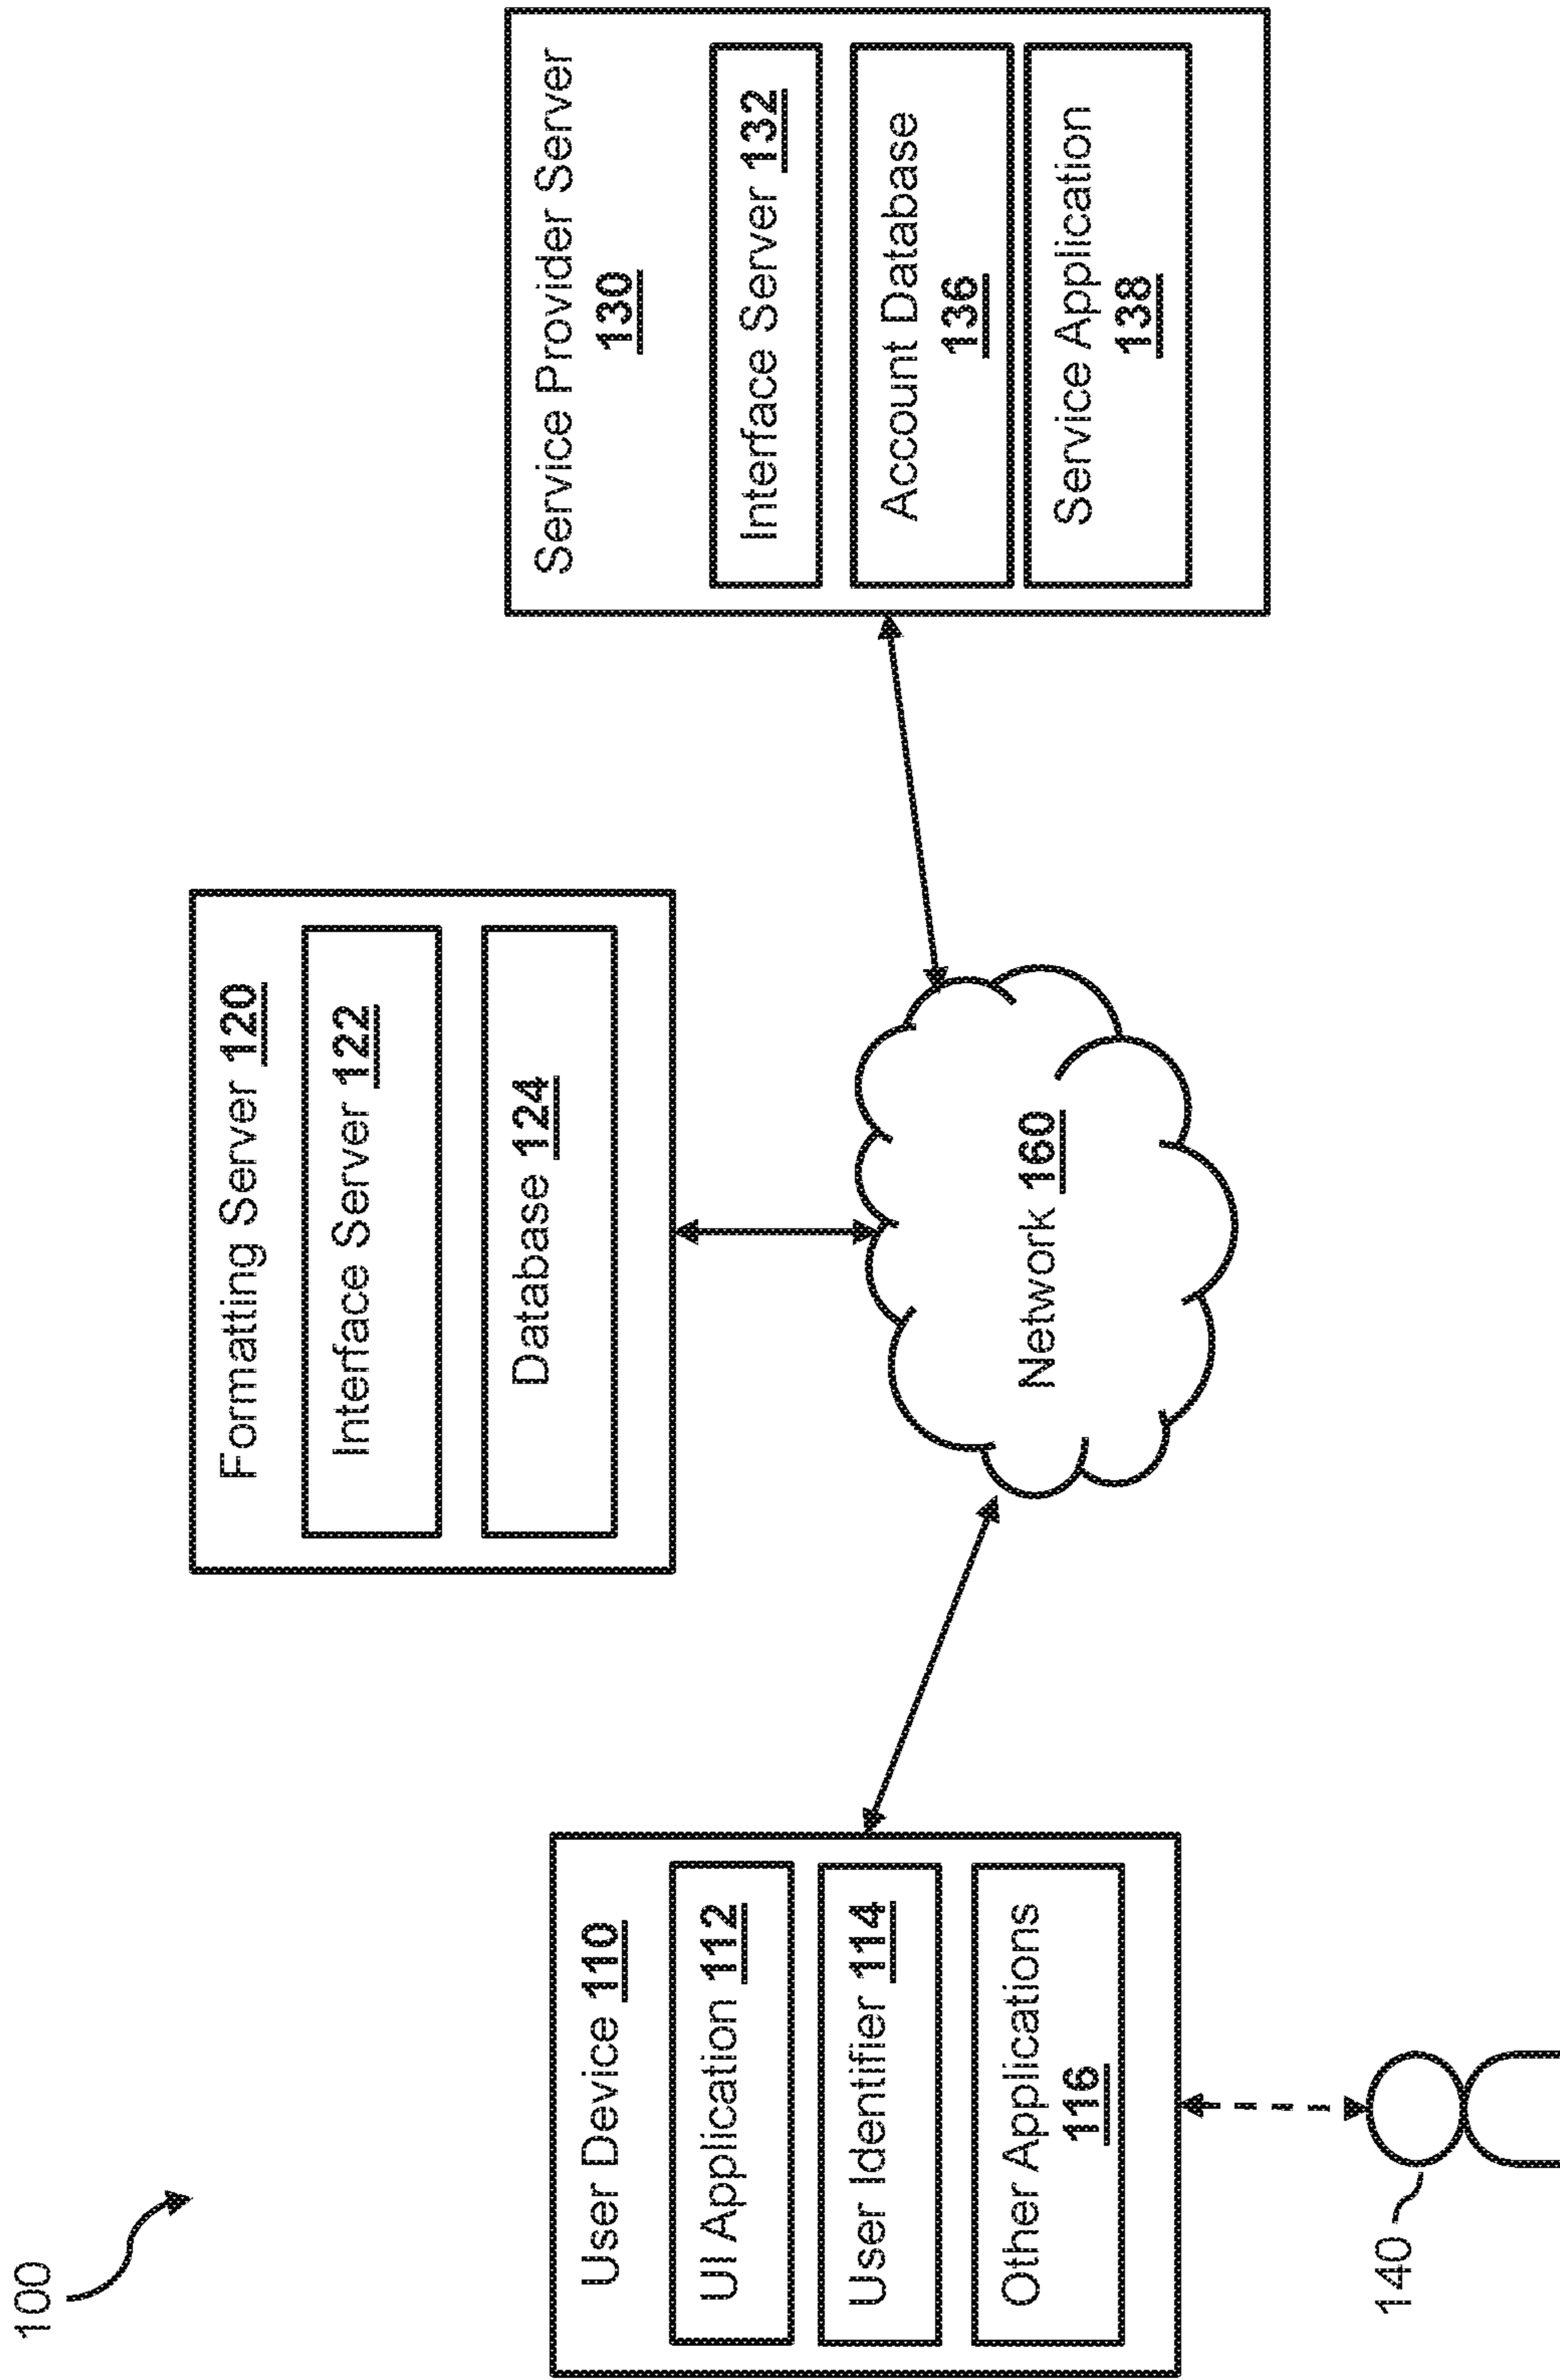 100
Formatting Server 120
Interface Server 122
Database 124
User Device 110
UI Application 112
User Identifier 114
Other Applications
116
140
Network 160
Service Provider Server
130
Interface Server 132
Account Database
136
Service Application
138